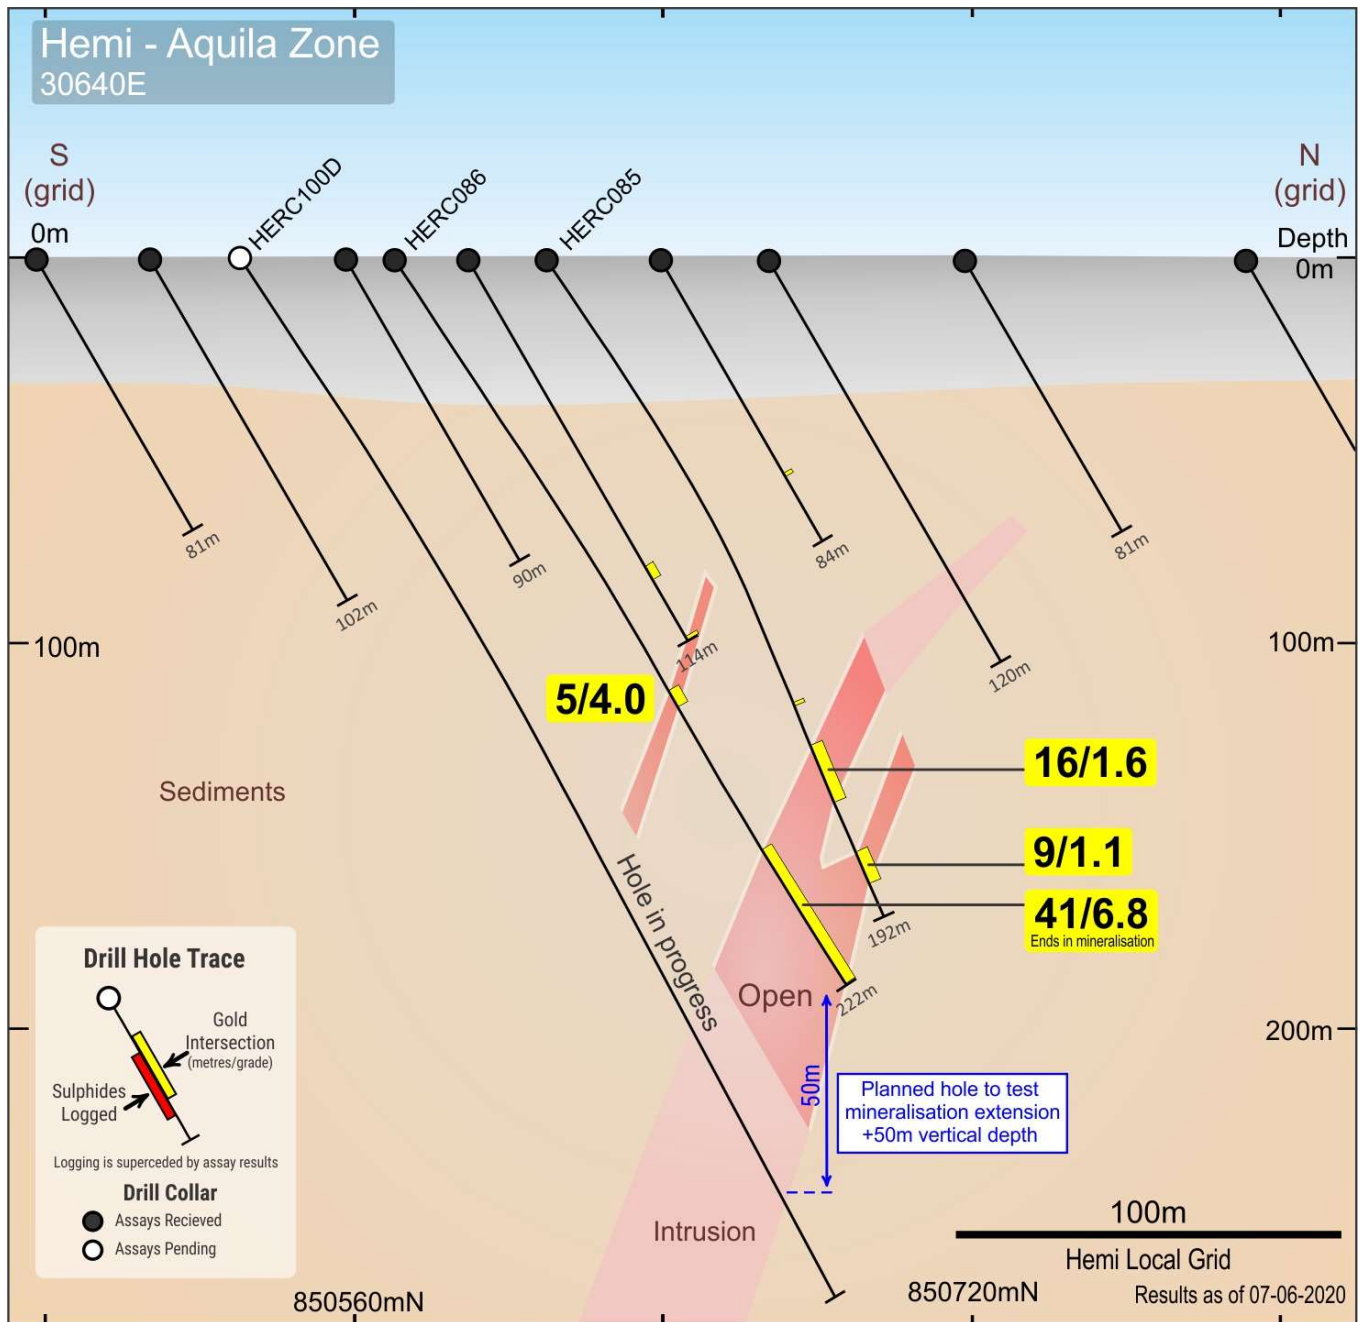 Hemi - Aquila Zone
30640E
S
(grid)
0m
N
(grid)
Depth
0m
HERC100D
HERC086
HERC085
81m
102m
90m
114m
84m
120m
81m
100m
100m
5/4.0
16/1.6
Sediments
9/1.1
41/6.8
Ends in mineralisation
192m
222m
Hole in progress
Open
200m
50m
Planned hole to test
mineralisation extension
+50m vertical depth
Drill Hole Trace
Gold
Intersection
(metres/grade)
Sulphides
Logged
Logging is superceded by assay results
Drill Collar
Assays Recieved
Assays Pending
Intrusion
100m
Hemi Local Grid
850560mN
850720mN
Results as of 07-06-2020